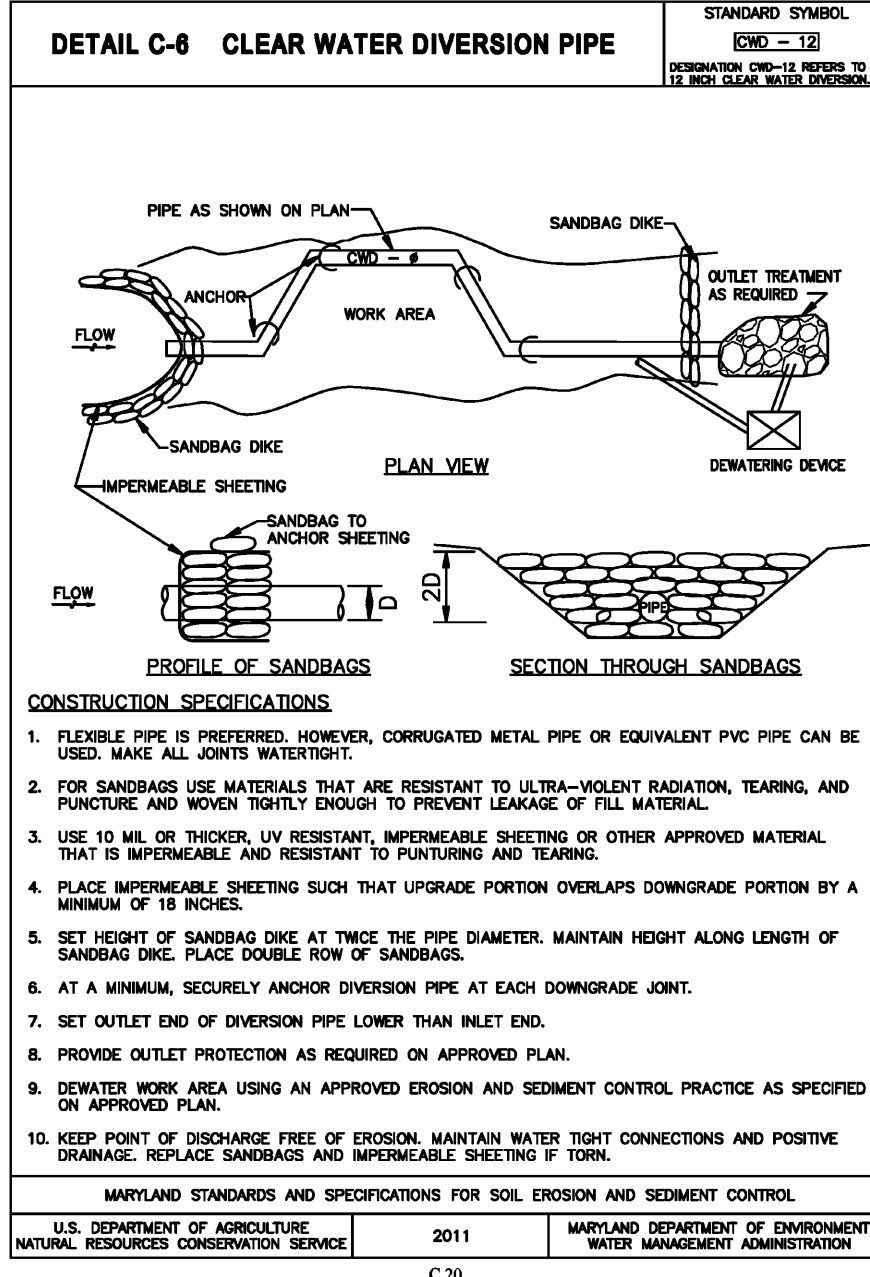 DETAIL C-6 CLEAR WATER DIVERSION PIPE
STANDARD SYMBOL
CWD - 12
DESIGNATION CWD-12 REFERS TO
12 INCH CLEAR WATER DIVERSION.
PIPE AS SHOWN ON PLAN
SANDBAG DIKE
CWD - ø
OUTLET TREATMENT
AS REQUIRED
ANCHOR
WORK AREA
FLOW
SANDBAG DIKE
PLAN VIEW
DEWATERING DEVICE
IMPERMEABLE SHEETING
SANDBAG TO
ANCHOR SHEETING
FLOW
D
2D
PIPE
PROFILE OF SANDBAGS
SECTION THROUGH SANDBAGS
CONSTRUCTION SPECIFICATIONS
1. FLEXIBLE PIPE IS PREFERRED. HOWEVER, CORRUGATED METAL PIPE OR EQUIVALENT PVC PIPE CAN BE
USED. MAKE ALL JOINTS WATERTIGHT.
2. FOR SANDBAGS USE MATERIALS THAT ARE RESISTANT TO ULTRA-VIOLENT RADIATION, TEARING, AND
PUNCTURE AND WOVEN TIGHTLY ENOUGH TO PREVENT LEAKAGE OF FILL MATERIAL.
3. USE 10 MIL OR THICKER, UV RESISTANT, IMPERMEABLE SHEETING OR OTHER APPROVED MATERIAL
THAT IS IMPERMEABLE AND RESISTANT TO PUNTURING AND TEARING.
4. PLACE IMPERMEABLE SHEETING SUCH THAT UPGRADE PORTION OVERLAPS DOWNGRADE PORTION BY A
MINIMUM OF 18 INCHES.
5. SET HEIGHT OF SANDBAG DIKE AT TWICE THE PIPE DIAMETER. MAINTAIN HEIGHT ALONG LENGTH OF
SANDBAG DIKE. PLACE DOUBLE ROW OF SANDBAGS.
6. AT A MINIMUM, SECURELY ANCHOR DIVERSION PIPE AT EACH DOWNGRADE JOINT.
7. SET OUTLET END OF DIVERSION PIPE LOWER THAN INLET END.
8. PROVIDE OUTLET PROTECTION AS REQUIRED ON APPROVED PLAN.
9. DEWATER WORK AREA USING AN APPROVED EROSION AND SEDIMENT CONTROL PRACTICE AS SPECIFIED
ON APPROVED PLAN.
10. KEEP POINT OF DISCHARGE FREE OF EROSION. MAINTAIN WATER TIGHT CONNECTIONS AND POSITIVE
DRAINAGE. REPLACE SANDBAGS AND IMPERMEABLE SHEETING IF TORN.
MARYLAND STANDARDS AND SPECIFICATIONS FOR SOIL EROSION AND SEDIMENT CONTROL
U.S. DEPARTMENT OF AGRICULTURE
NATURAL RESOURCES CONSERVATION SERVICE
2011
MARYLAND DEPARTMENT OF ENVIRONMENT
WATER MANAGEMENT ADMINISTRATION
C.20